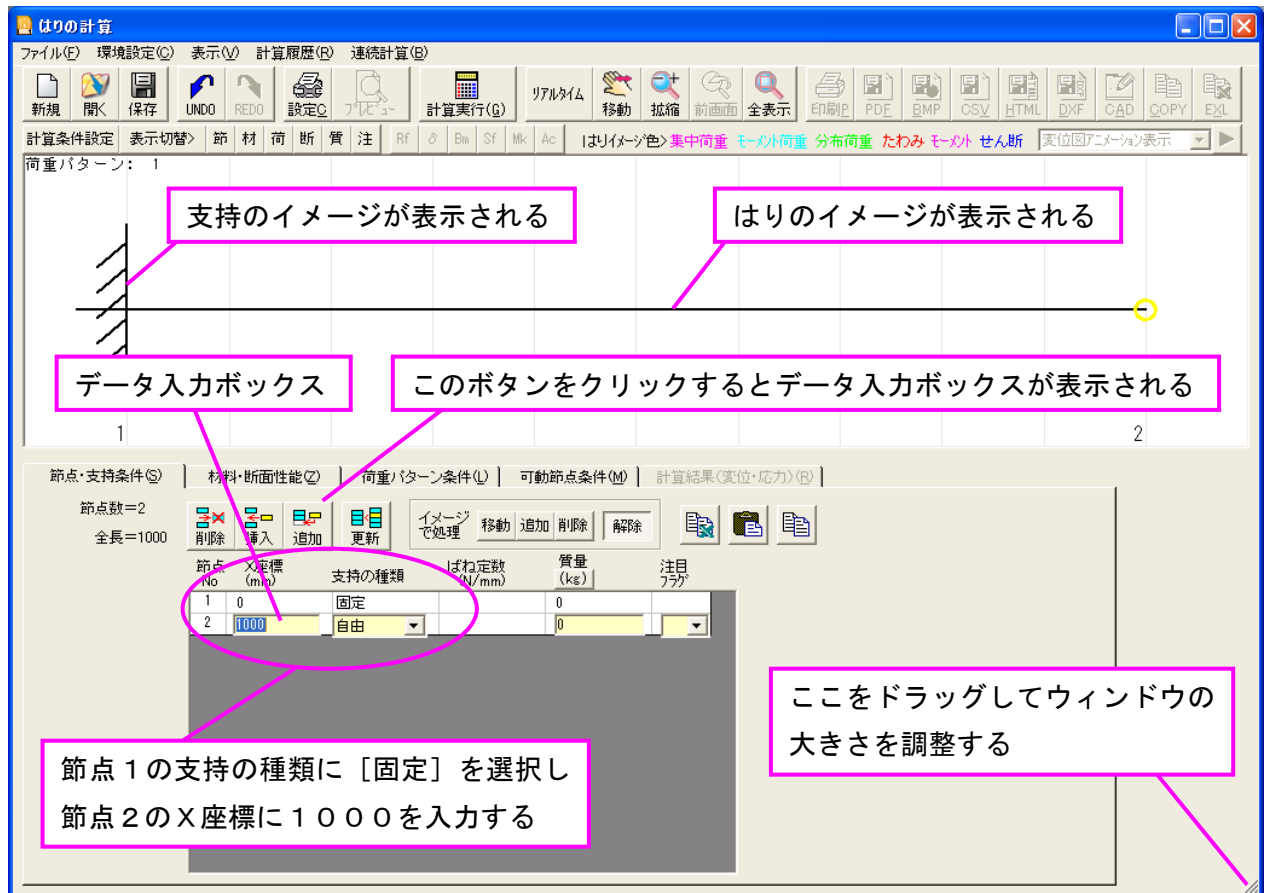 はりの計算
ファイル(F) 環境設定(C) 表示(V) 計算履歴(R) 連続計算(B)
新規 開く 保存 UNDO REDO 設定C プレビュー 計算実行(G) リアルタイム 移動 拡縮 前画面 全表示 印刷P PDF BMP CSV HTML DXF CAD COPY EXL
計算条件設定 表示切替> 節 材 荷 断 質 注 Rf δ Bm Sf Mk Ac |はりイメージ色> 集中荷重 モーメント荷重 分布荷重 たわみ モーメント せん断 変位図アニメーション表示
荷重パターン: 1
支持のイメージが表示される
はりのイメージが表示される
データ入力ボックス
このボタンをクリックするとデータ入力ボックスが表示される
1 2
節点・支持条件(S) 材料・断面性能(Z) 荷重パターン条件(L) 可動節点条件(M) 計算結果(変位・応力)(R)
節点数=2
全長=1000
削除 挿入 追加 更新 イメージで処理 移動 追加 削除 解除
節点No X座標(mm) 支持の種類 ばね定数(N/mm) 質量(kg) 注目フラグ
1 0 固定 0
2 1000 自由 0
ここをドラッグしてウィンドウの
大きさを調整する
節点1の支持の種類に［固定］を選択し
節点2のX座標に1000を入力する